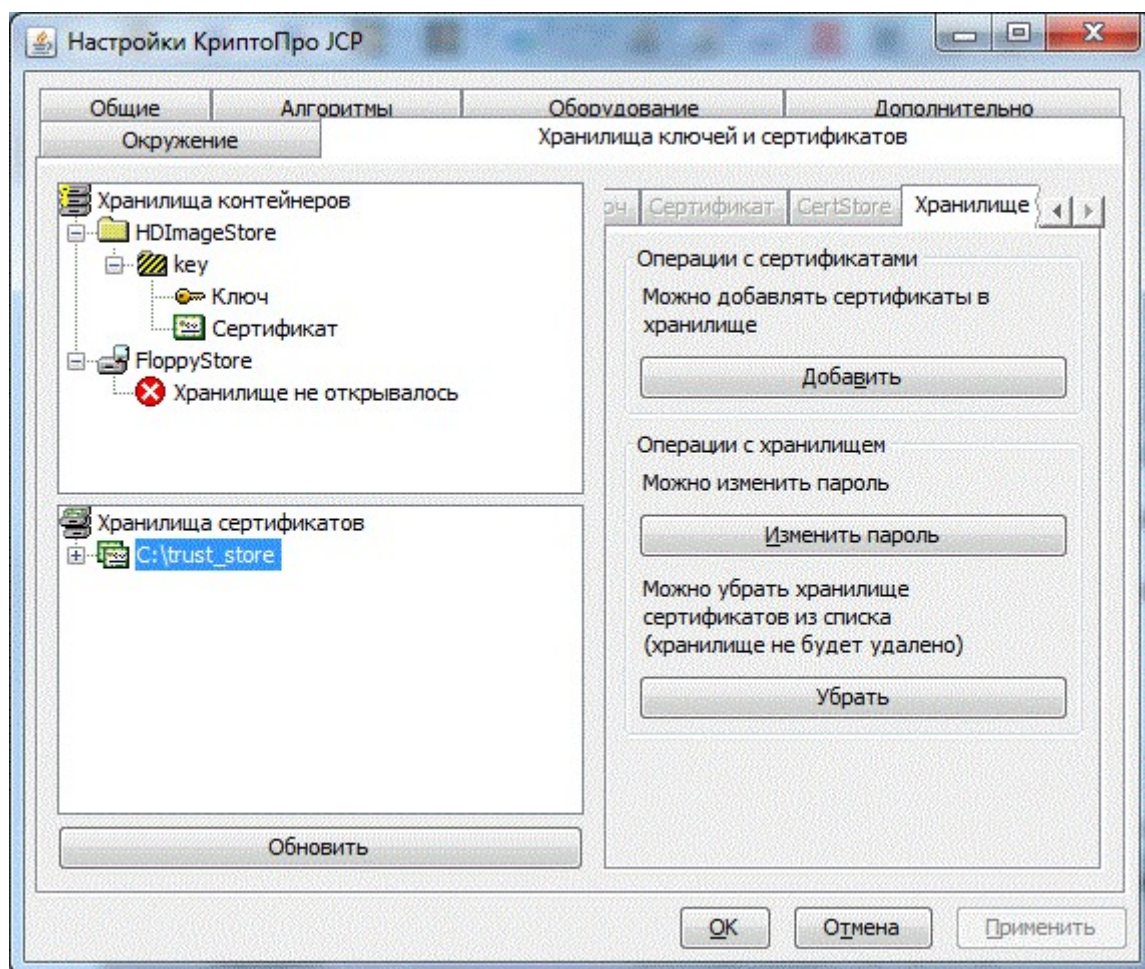 Настройки КриптоПро JCP
Общие
Алгоритмы
Оборудование
Дополнительно
Окружение
Хранилища ключей и сертификатов
Хранилища контейнеров
HDImageStore
key
Ключ
Сертификат
FloppyStore
Хранилище не открывалось
Хранилища сертификатов
C:\trust_store
Обновить
Сертификат
CertStore
Хранилище
Операции с сертификатами
Можно добавлять сертификаты в
хранилище
Добавить
Операции с хранилищем
Можно изменить пароль
Изменить пароль
Можно убрать хранилище
сертификатов из списка
(хранилище не будет удалено)
Убрать
OK
Отмена
Применить